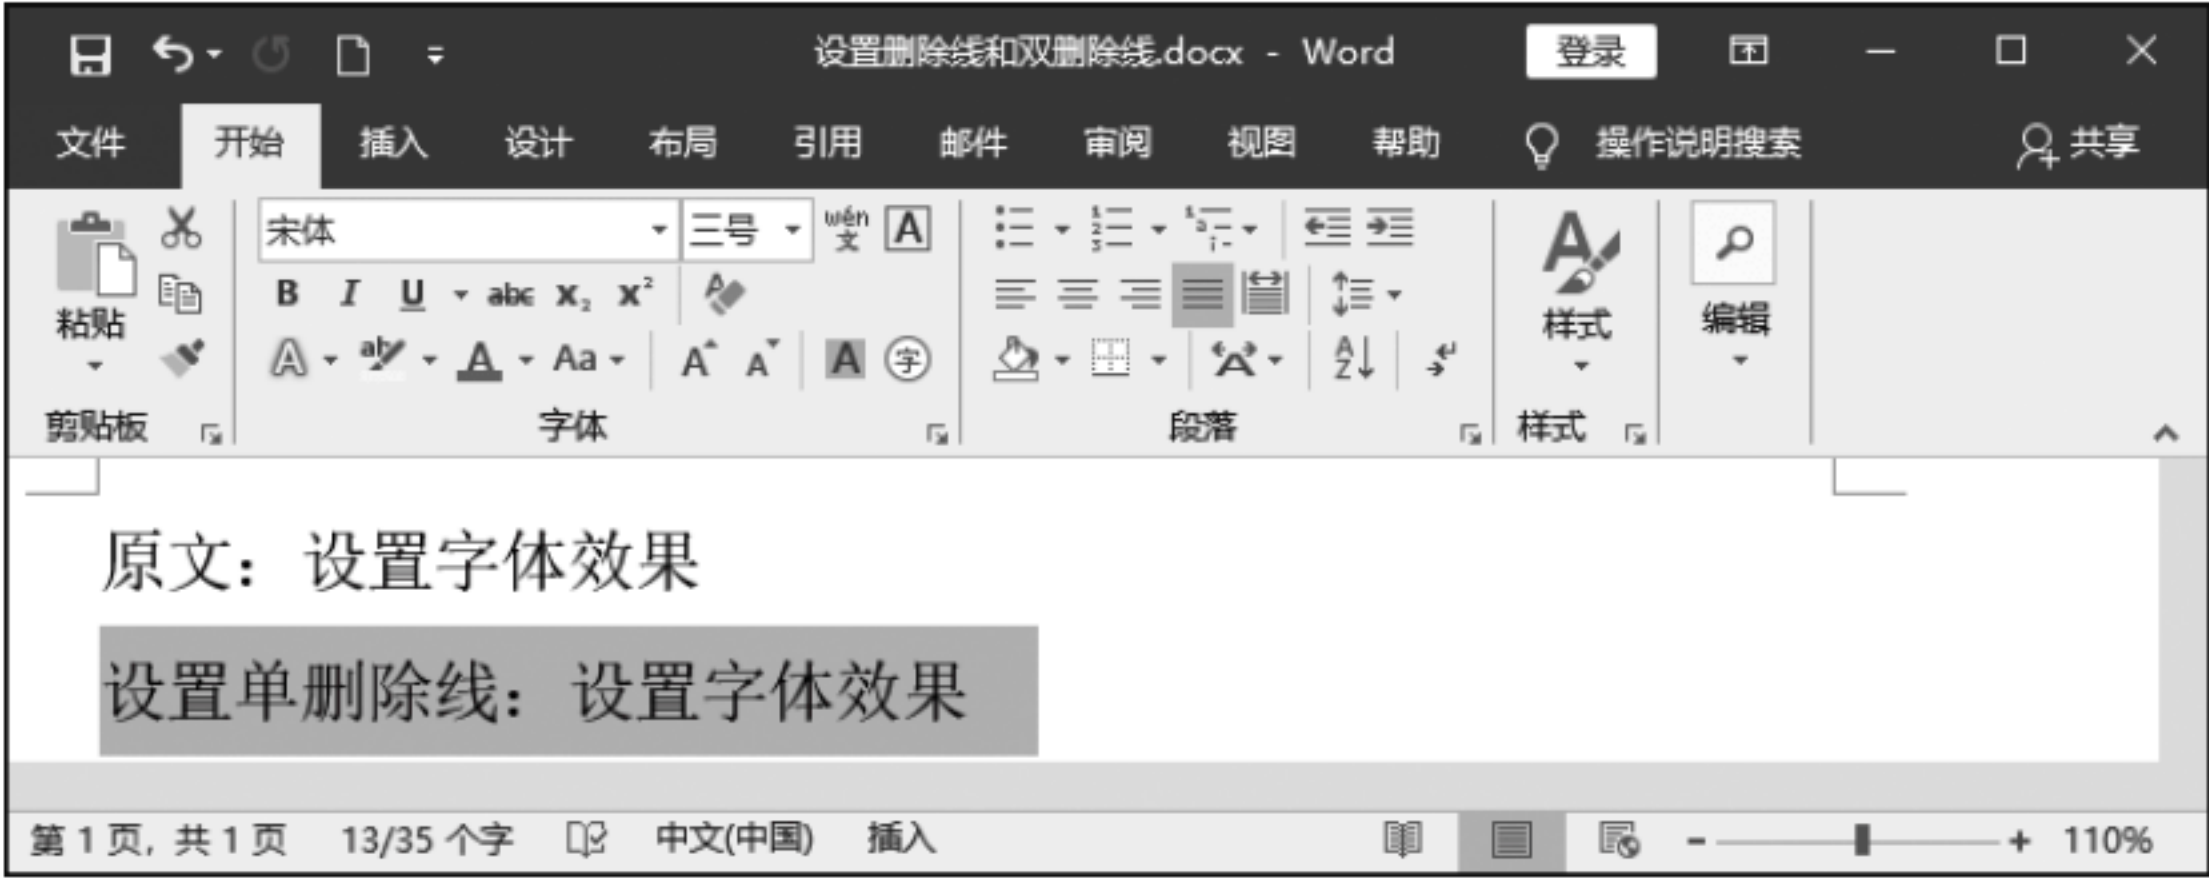 设置删除线和双删除线.docx - Word 登录
文件 开始 插入 设计 布局 引用 邮件 审阅 视图 帮助 操作说明搜索 共享
宋体 三号 wén 文 A
B I U abc x₂ x² A
粘贴 样式 编辑
A ab A Aa A A A 字 A A Z
剪贴板 字体 段落 样式
原文：设置字体效果
设置单删除线：设置字体效果
第 1 页，共 1 页 13/35 个字 中文(中国) 插入 110%